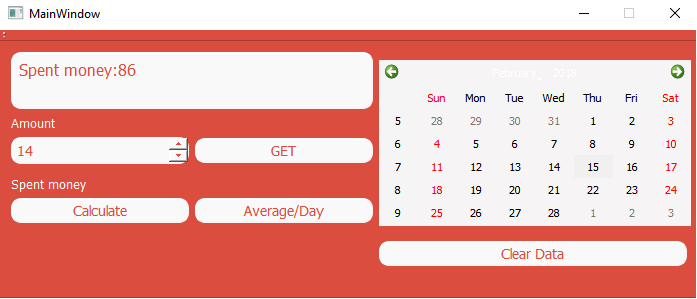 MainWindow
Spent money:86
Amount
14
GET
Spent money
Calculate
Average/Day
February, 2018
Sun Mon Tue Wed Thu Fri Sat
5 28 29 30 31 1 2 3
6 4 5 6 7 8 9 10
7 11 12 13 14 15 16 17
8 18 19 20 21 22 23 24
9 25 26 27 28 1 2 3
Clear Data